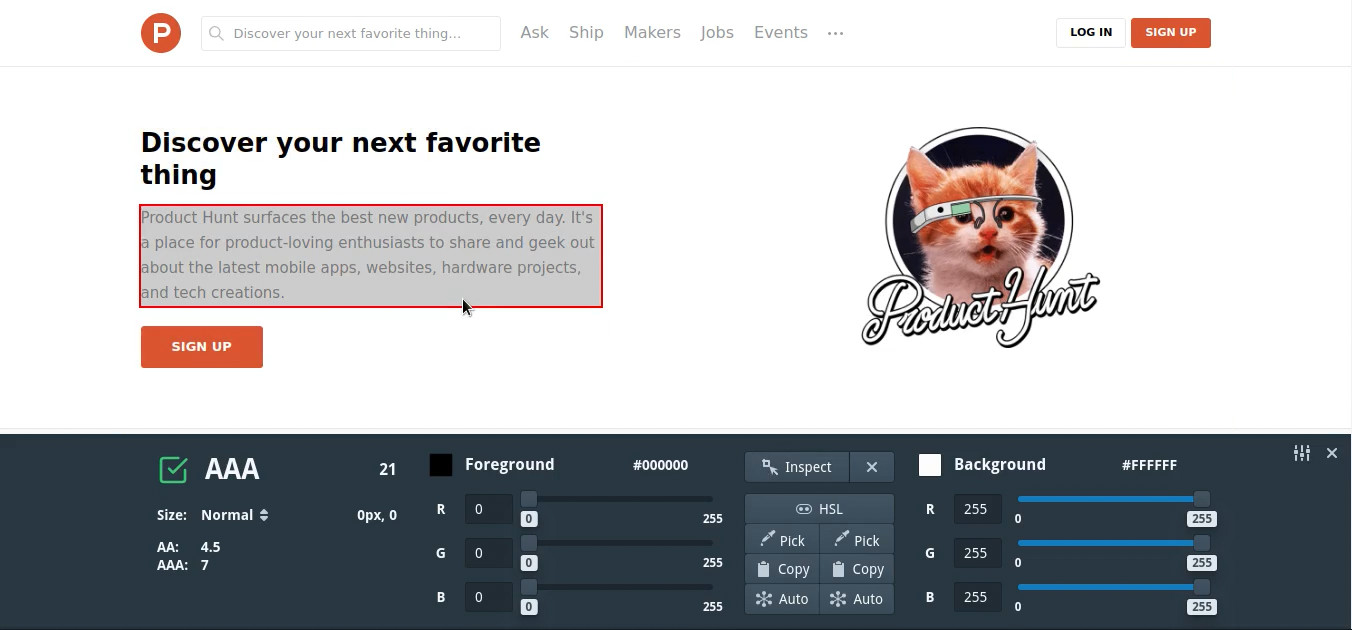 P Discover your next favorite thing... Ask Ship Makers Jobs Events ••• LOG IN SIGN UP
Discover your next favorite
thing
Product Hunt surfaces the best new products, every day. It's
a place for product-loving enthusiasts to share and geek out
about the latest mobile apps, websites, hardware projects,
and tech creations.
SIGN UP
Product Hunt
AAA 21
Size: Normal 0px, 0
AA: 4.5
AAA: 7
Foreground #000000
R 0 0 255
G 0 0 255
B 0 0 255
Inspect
HSL
Pick Pick
Copy Copy
Auto Auto
Background #FFFFFF
R 255 0 255
G 255 0 255
B 255 0 255